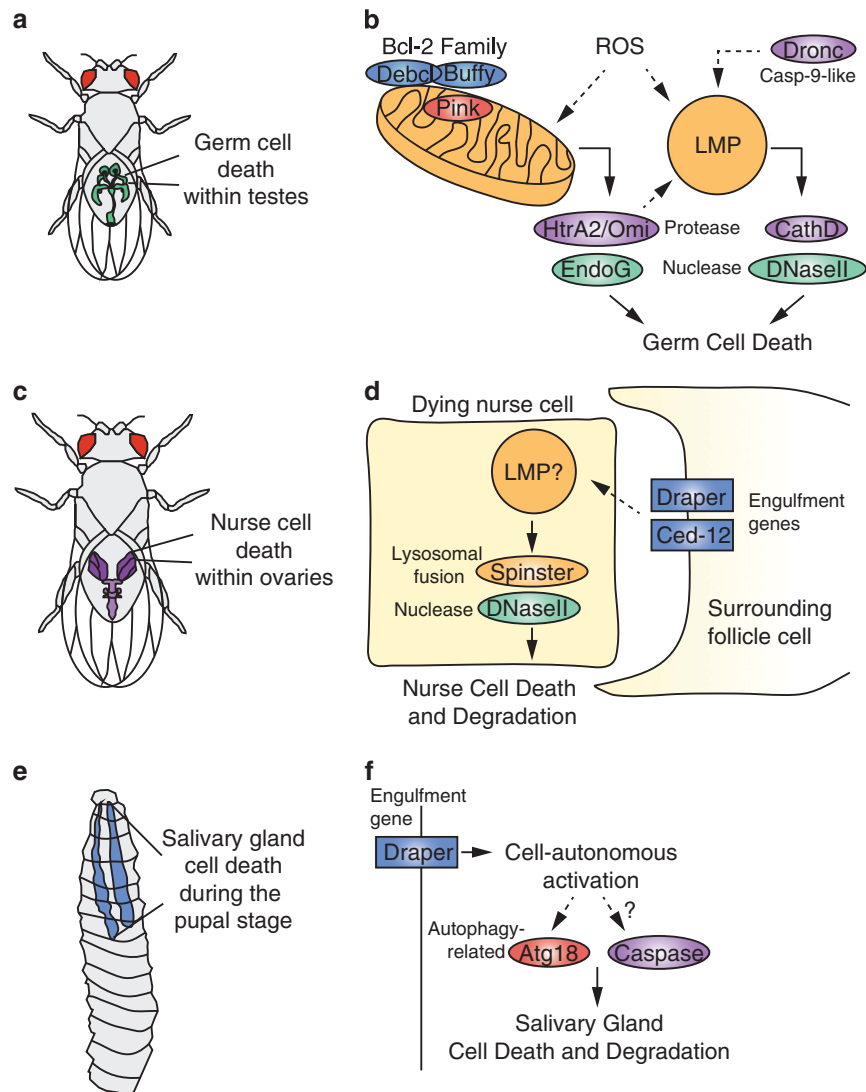 a
Germ cell
death
within testes
b
Bcl-2 Family
Debcl
Buffy
Pink
ROS
Dronc
Casp-9-like
LMP
HtrA2/Omi
Protease
CathD
EndoG
Nuclease
DNaseII
Germ Cell Death
c
Nurse cell
death
within ovaries
d
Dying nurse cell
LMP?
Draper
Ced-12
Engulfment
genes
Lysosomal
fusion
Spinster
Nuclease
DNaseII
Surrounding
follicle cell
Nurse Cell Death
and Degradation
e
Salivary gland
cell death
during the
pupal stage
f
Engulfment
gene
Draper
Cell-autonomous
activation
?
Autophagy-
related
Atg18
Caspase
Salivary Gland
Cell Death and Degradation